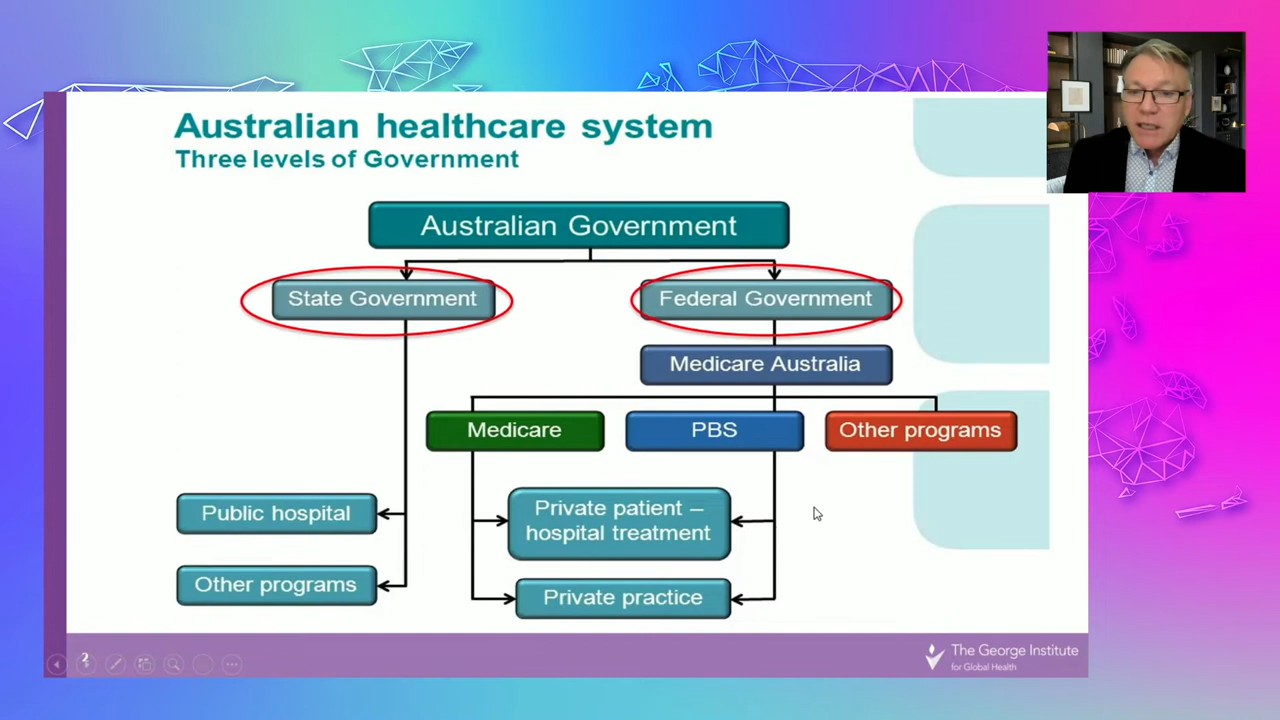 Australian healthcare system
Three levels of Government
Australian Government
State Government
Federal Government
Medicare Australia
Medicare
PBS
Other programs
Public hospital
Private patient –
hospital treatment
Other programs
Private practice
2
The George Institute
for Global Health